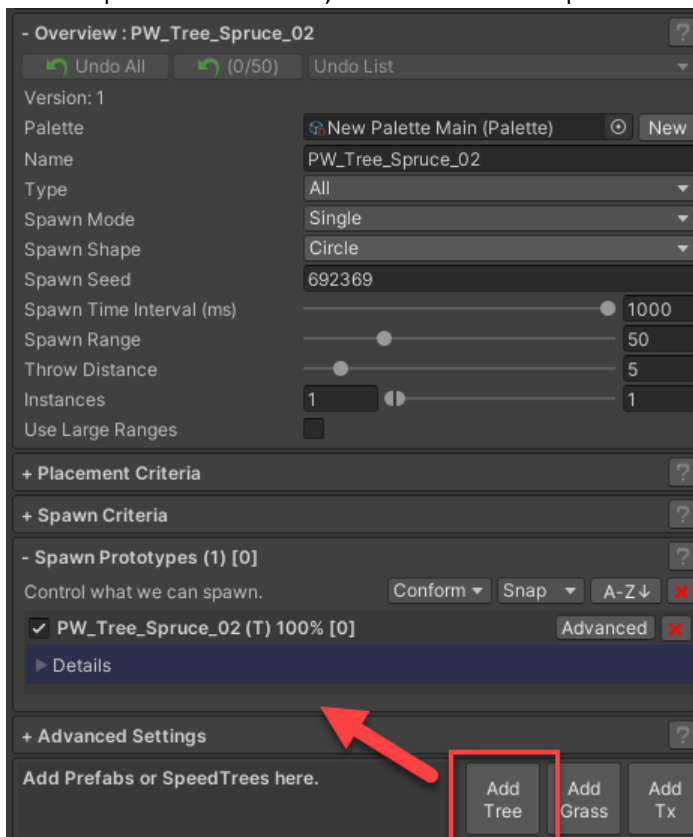 - Overview : PW_Tree_Spruce_02 ?
Undo All (0/50) Undo List
Version: 1
Palette New Palette Main (Palette) New
Name PW_Tree_Spruce_02
Type All
Spawn Mode Single
Spawn Shape Circle
Spawn Seed 692369
Spawn Time Interval (ms) 1000
Spawn Range 50
Throw Distance 5
Instances 1 1
Use Large Ranges
+ Placement Criteria ?
+ Spawn Criteria ?
- Spawn Prototypes (1) [0] ?
Control what we can spawn. Conform Snap A-Z↓
PW_Tree_Spruce_02 (T) 100% [0] Advanced
Details
+ Advanced Settings ?
Add Prefabs or SpeedTrees here.
Add Tree
Add Grass
Add Tx